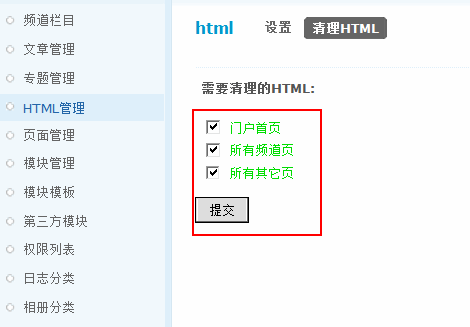 频道栏目
文章管理
专题管理
HTML管理
页面管理
模块管理
模块模板
第三方模块
权限列表
日志分类
相册分类
html 设置 清理HTML
需要清理的HTML:
门户首页
所有频道页
所有其它页
提交